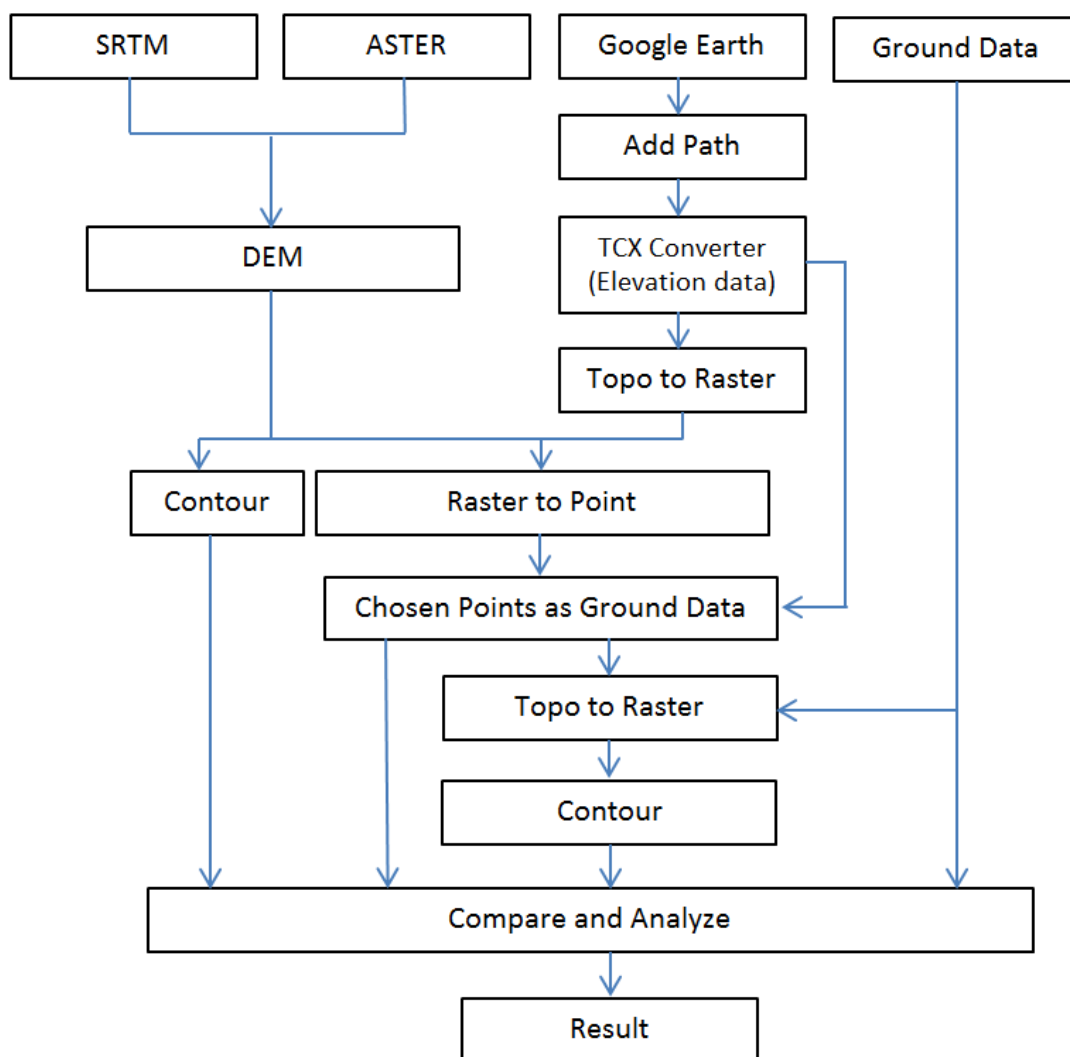 SRTM
ASTER
Google Earth
Ground Data
Add Path
DEM
TCX Converter
(Elevation data)
Topo to Raster
Contour
Raster to Point
Chosen Points as Ground Data
Topo to Raster
Contour
Compare and Analyze
Result